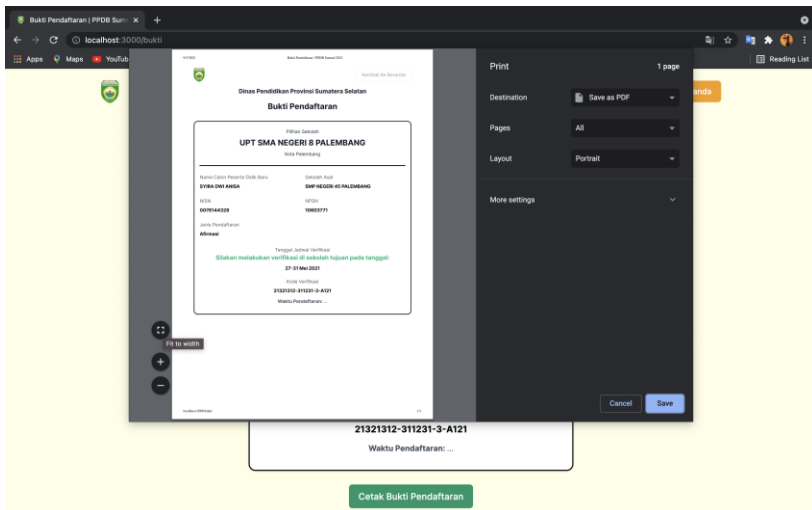 Bukti Pendaftaran | PPDB Sum
localhost:3000/bukti
Apps
Maps
YouTub
Reading List
Bukti Pendaftaran | PPDB Sumsel 2021
Kembali Ke Beranda
Dinas Pendidikan Provinsi Sumatera Selatan
Bukti Pendaftaran
Pilihan Sekolah
UPT SMA NEGERI 8 PALEMBANG
Kota Palembang
Nama Calon Peserta Didik Baru
Sekolah Asal
SYIRA DWI ANISA
SMP NEGERI 45 PALEMBANG
NISN
NPSN
0076144328
10603771
Jenis Pendaftaran
Afirmasi
Tanggal Jadwal Verifikasi
Silakan melakukan verifikasi di sekolah tujuan pada tanggal:
27-31 Mei 2021
Kode Verifikasi
21321312-311231-3-A121
Waktu Pendaftaran: ...
localhost:3000/bukti
1/1
Print
1 page
Destination
Save as PDF
Pages
All
Layout
Portrait
More settings
Cancel
Save
Fit to width
anda
21321312-311231-3-A121
Waktu Pendaftaran: ...
Cetak Bukti Pendaftaran